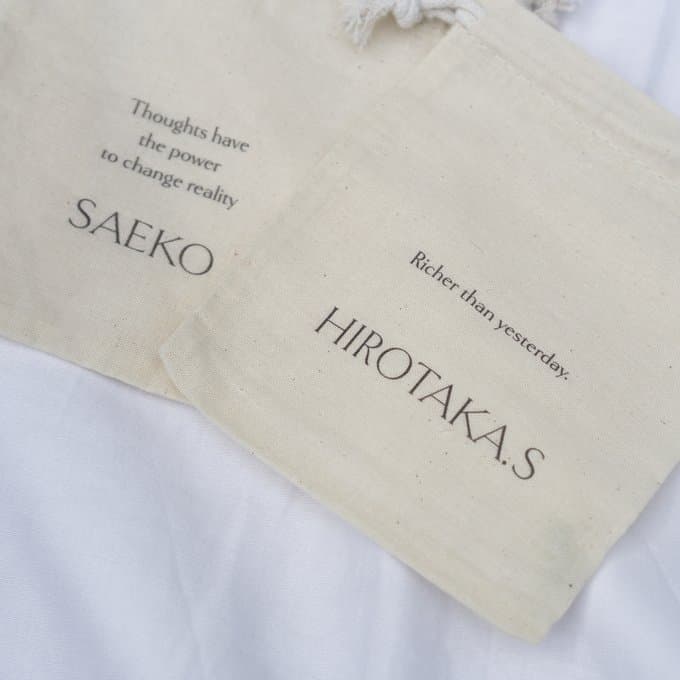 Thoughts have
the power
to change reality
SAEKO
Richer than yesterday.
HIROTAKA.S